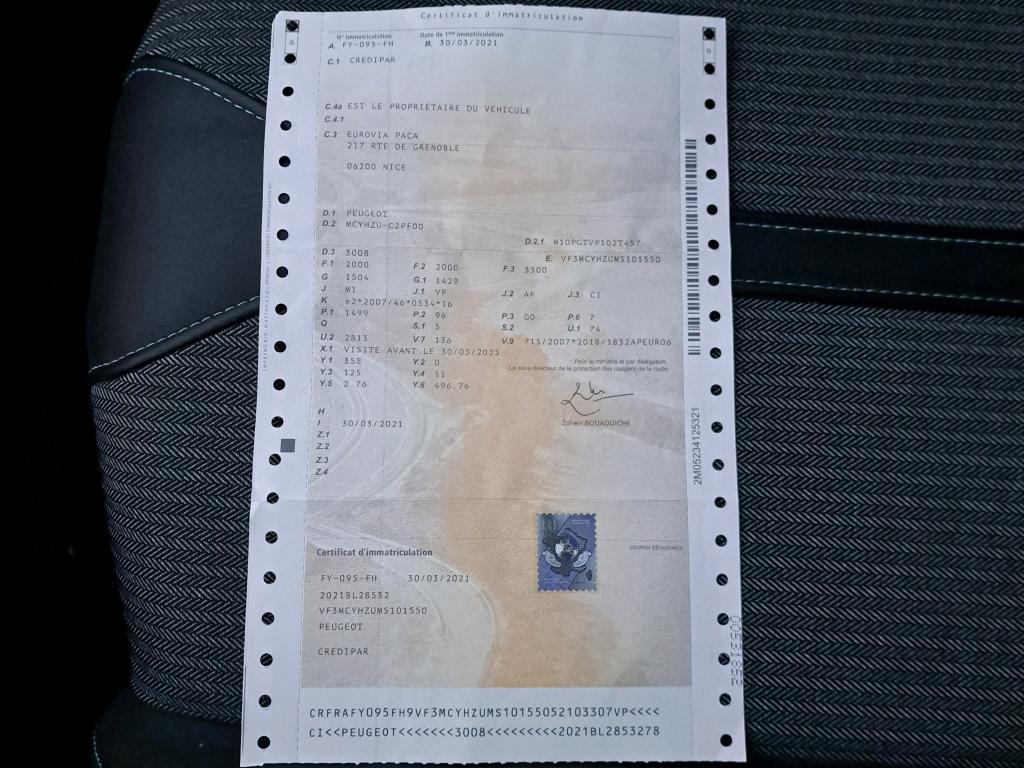 Certificat d'immatriculation
N° Immatriculation Date de 1ère immatriculation
A. FY-095-FH B. 30/03/2021
C.1 CREDIPAR
C.4a EST LE PROPRIÉTAIRE DU VÉHICULE
C.4.1
C.3 EUROVIA PACA
217 RTE DE GRENOBLE
06200 NICE
D.1 PEUGEOT
D.2 MCYHZU-C2PF00
D.2.1 M10PGTVP102T457
D.3 3008 E. VF3MCYHZUMS101550
F.1 2000 F.2 2000 F.3 3300
G 1504 G.1 1429
J M1 J.1 VP J.2 AF J.3 CI
K e2*2007/46*0534*16
P.1 1499 P.2 96 P.3 GO P.6 7
Q S.1 5 S.2 U.1 74
U.2 2813 V.7 136 V.9 715/2007*2018/1832APEURO6
X.1 VISITE AVANT LE 30/03/2025
Y.1 358 Y.2 0
Y.3 125 Y.4 11
Y.5 2.76 Y.6 496.76
Pour le ministre et par délégation,
Le sous-directeur de la protection des usagers de la route.
Zoheir BOUAOUICHE
H
I 30/03/2021
Z.1
Z.2
Z.3
Z.4
2M05234125321
Certificat d'immatriculation COUPON DÉTACHABLE
FY-095-FH 30/03/2021
2021BL28532
VF3MCYHZUMS101550
PEUGEOT
CREDIPAR
CRFRAFY095FH9VF3MCYHZUMS10155052103307VP<<<<
CI<<PEUGEOT<<<<<<<3008<<<<<<<<<2021BL2853278